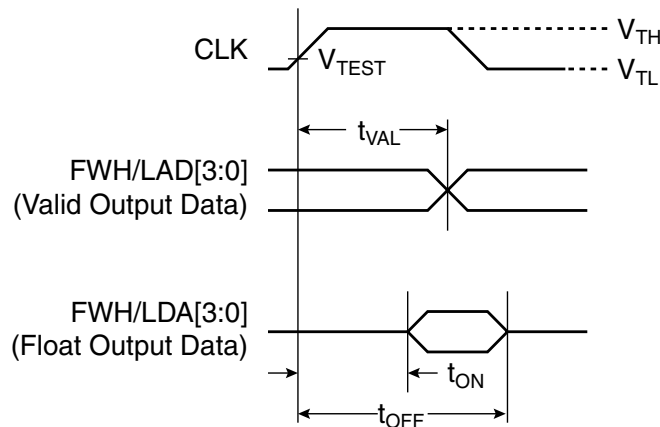 CLK
V_TEST
V_TH
V_TL
t_VAL
FWH/LAD[3:0]
(Valid Output Data)
FWH/LDA[3:0]
(Float Output Data)
t_ON
t_OFF